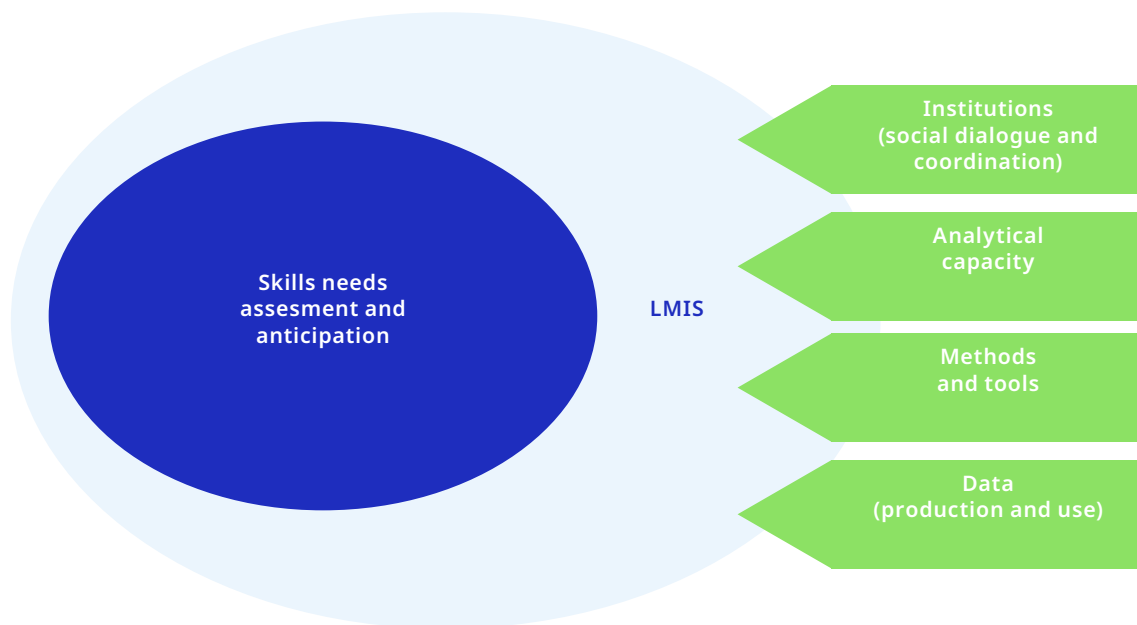 Skills needs
assesment and
anticipation
LMIS
Institutions
(social dialogue and
coordination)
Analytical
capacity
Methods
and tools
Data
(production and use)